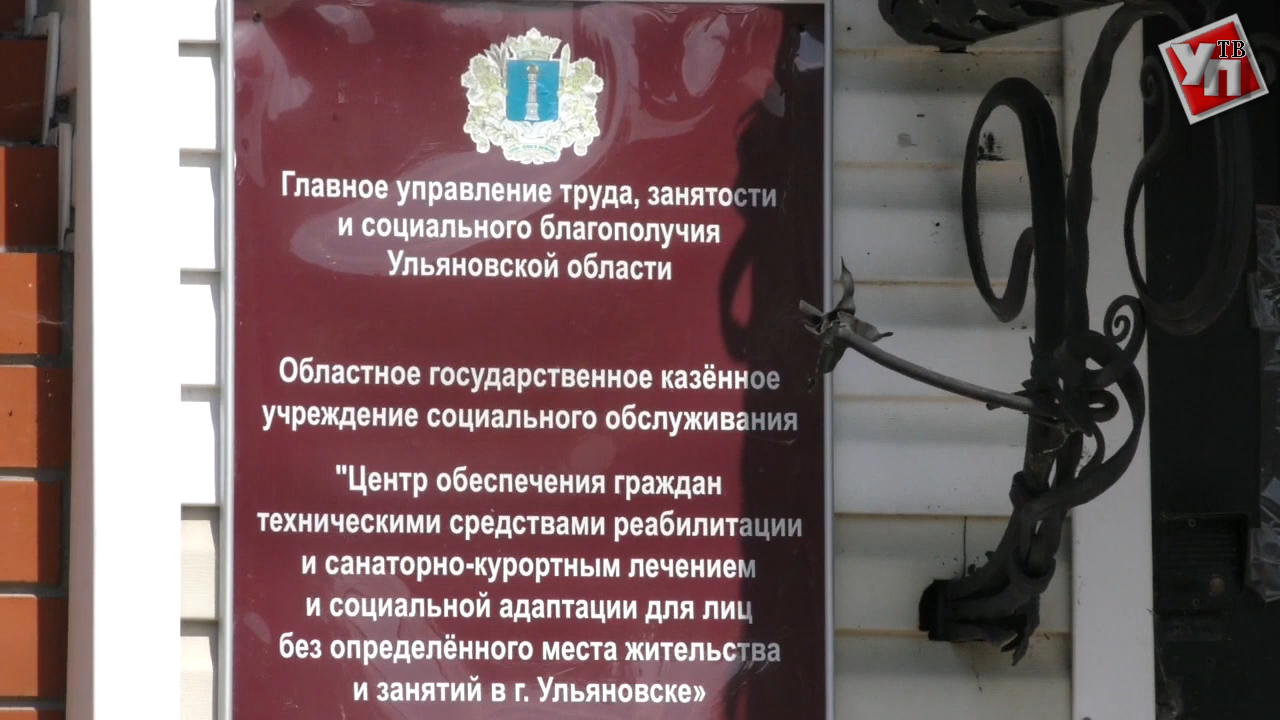 УП
ТВ
Главное управление труда, занятости
и социального благополучия
Ульяновской области
Областное государственное казённое
учреждение социального обслуживания
"Центр обеспечения граждан
техническими средствами реабилитации
и санаторно-курортным лечением
и социальной адаптации для лиц
без определённого места жительства
и занятий в г. Ульяновске»